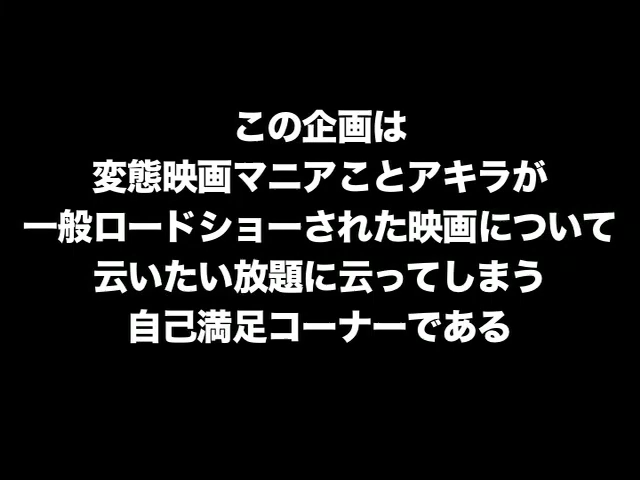 この企画は
変態映画マニアことアキラが
一般ロードショーされた映画について
云いたい放題に云ってしまう
自己満足コーナーである